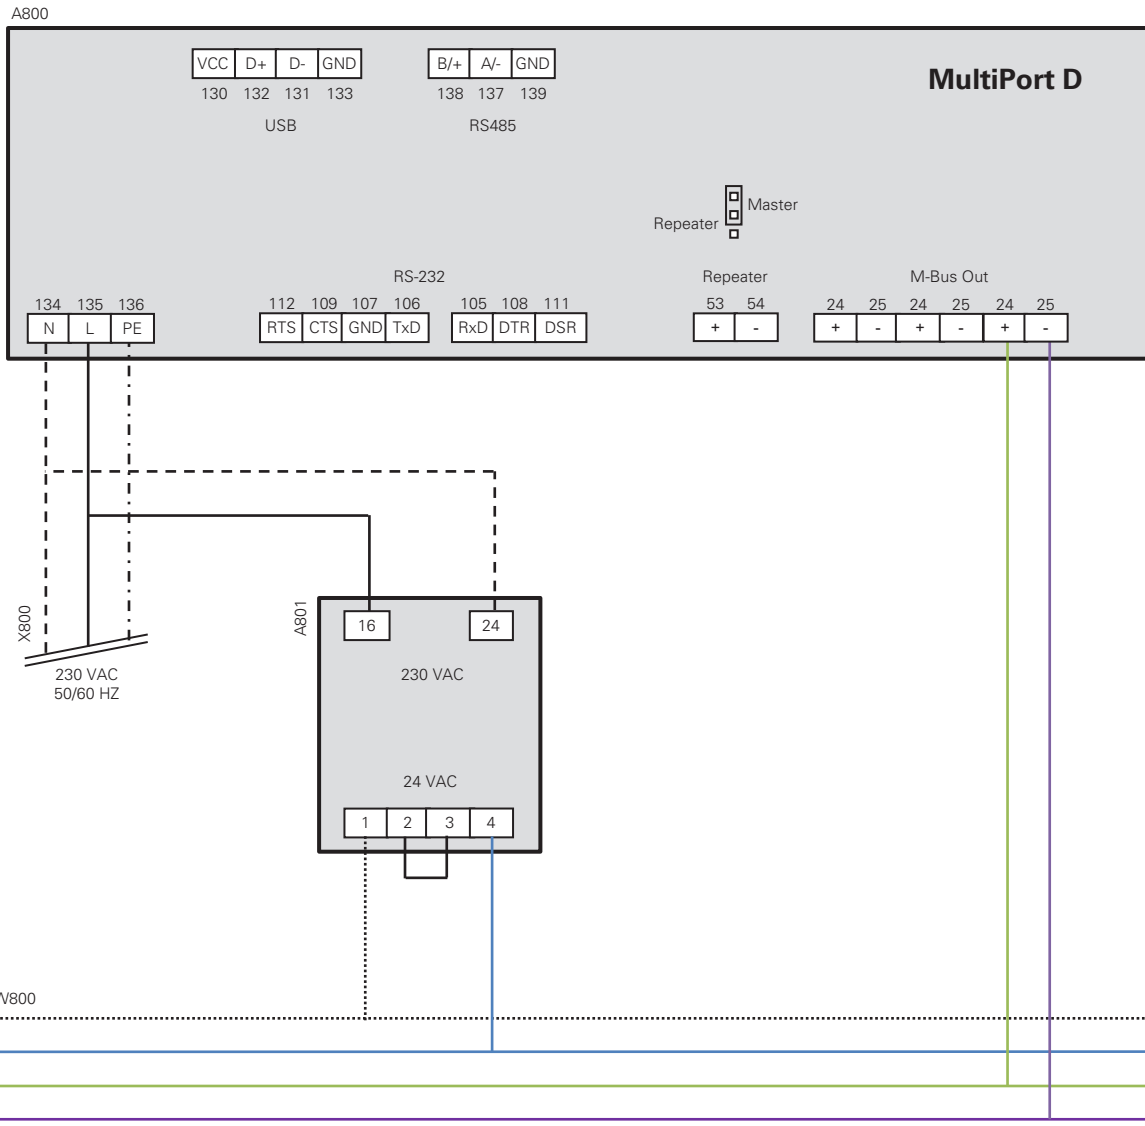 A800
VCC D+ D- GND
B/+ A/- GND
MultiPort D
130 132 131 133
138 137 139
USB
RS485
Master
Repeater
RS-232
Repeater
M-Bus Out
134 135 136
112 109 107 106
105 108 111
53 54
24 25 24 25 24 25
N L PE
RTS CTS GND TxD
RxD DTR DSR
+ -
+ - + - + -
X800
A801
16 24
230 VAC
50/60 HZ
230 VAC
24 VAC
1 2 3 4
W800